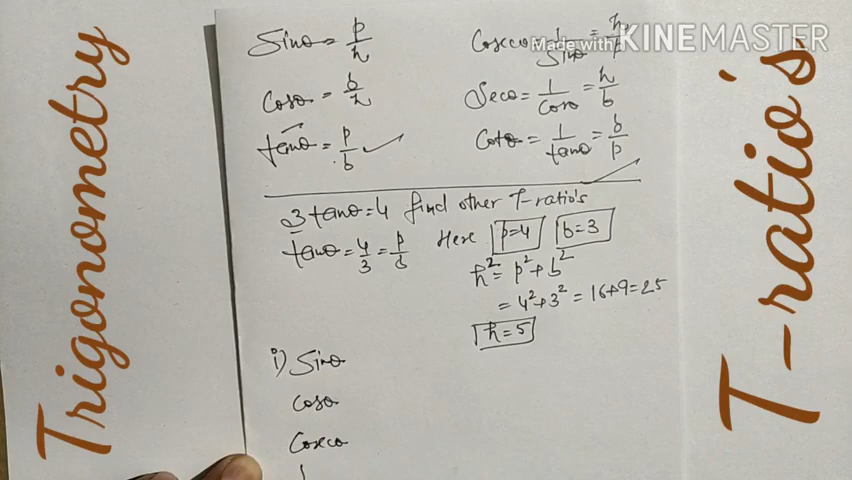 Trigonometry
T-ratio's
Made with KINEMASTER
Sinθ = p/h
Cosecθ = 1/Sinθ = h/p
Cosθ = b/h
Secθ = 1/Cosθ = h/b
tanθ = p/b ✓
Cotθ = 1/tanθ = b/p
3 tanθ = 4 find other T-ratio's
tanθ = 4/3 = p/b Here p=4 b=3
h² = p² + b²
= 4² + 3² = 16+9 = 25
h = 5
i) Sinθ
Cosθ
Cosecθ